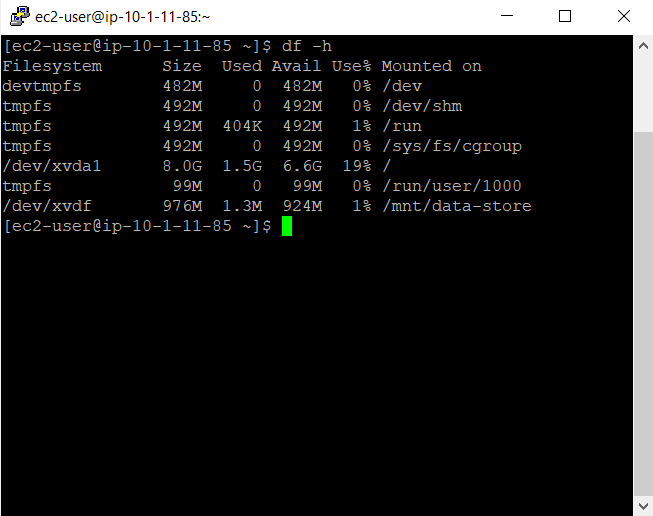 ec2-user@ip-10-1-11-85:~
[ec2-user@ip-10-1-11-85 ~]$ df -h
Filesystem      Size  Used Avail Use% Mounted on
devtmpfs        482M     0  482M   0% /dev
tmpfs           492M     0  492M   0% /dev/shm
tmpfs           492M  404K  492M   1% /run
tmpfs           492M     0  492M   0% /sys/fs/cgroup
/dev/xvda1      8.0G  1.5G  6.6G  19% /
tmpfs            99M     0   99M   0% /run/user/1000
/dev/xvdf       976M  1.3M  924M   1% /mnt/data-store
[ec2-user@ip-10-1-11-85 ~]$